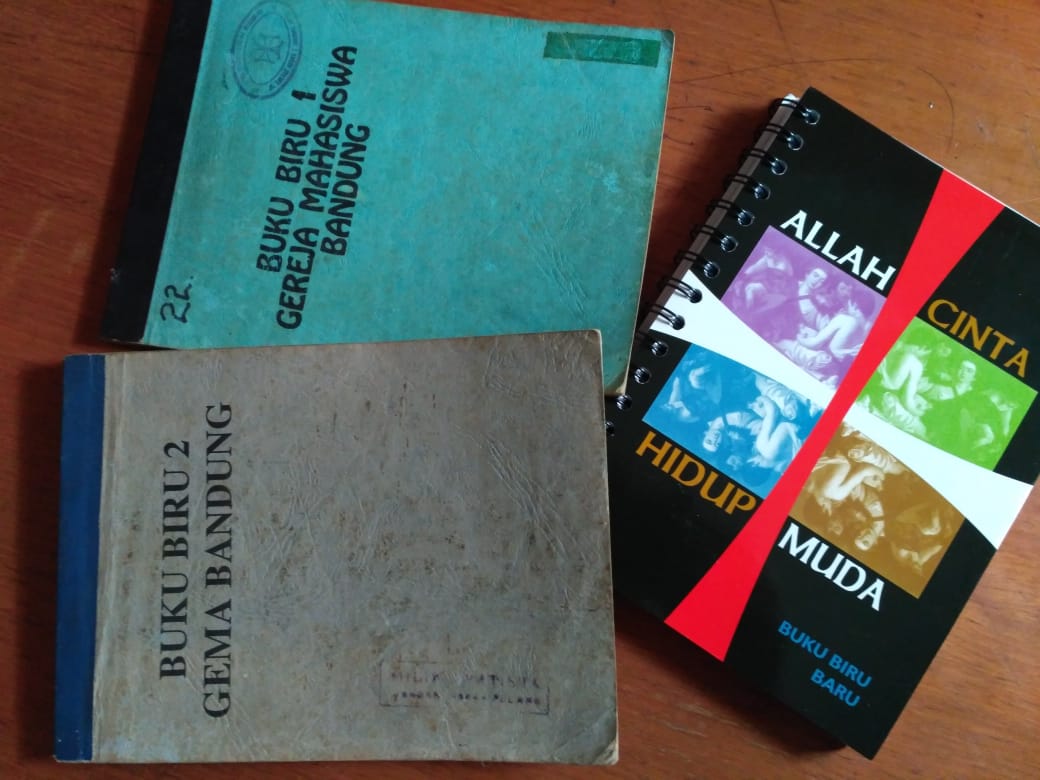 BUKU BIRU 1
GEREJA MAHASISWA
BANDUNG
22.
BUKU BIRU 2
GEMA BANDUNG
MILIK
ALLAH
CINTA
HIDUP
MUDA
BUKU BIRU
BARU